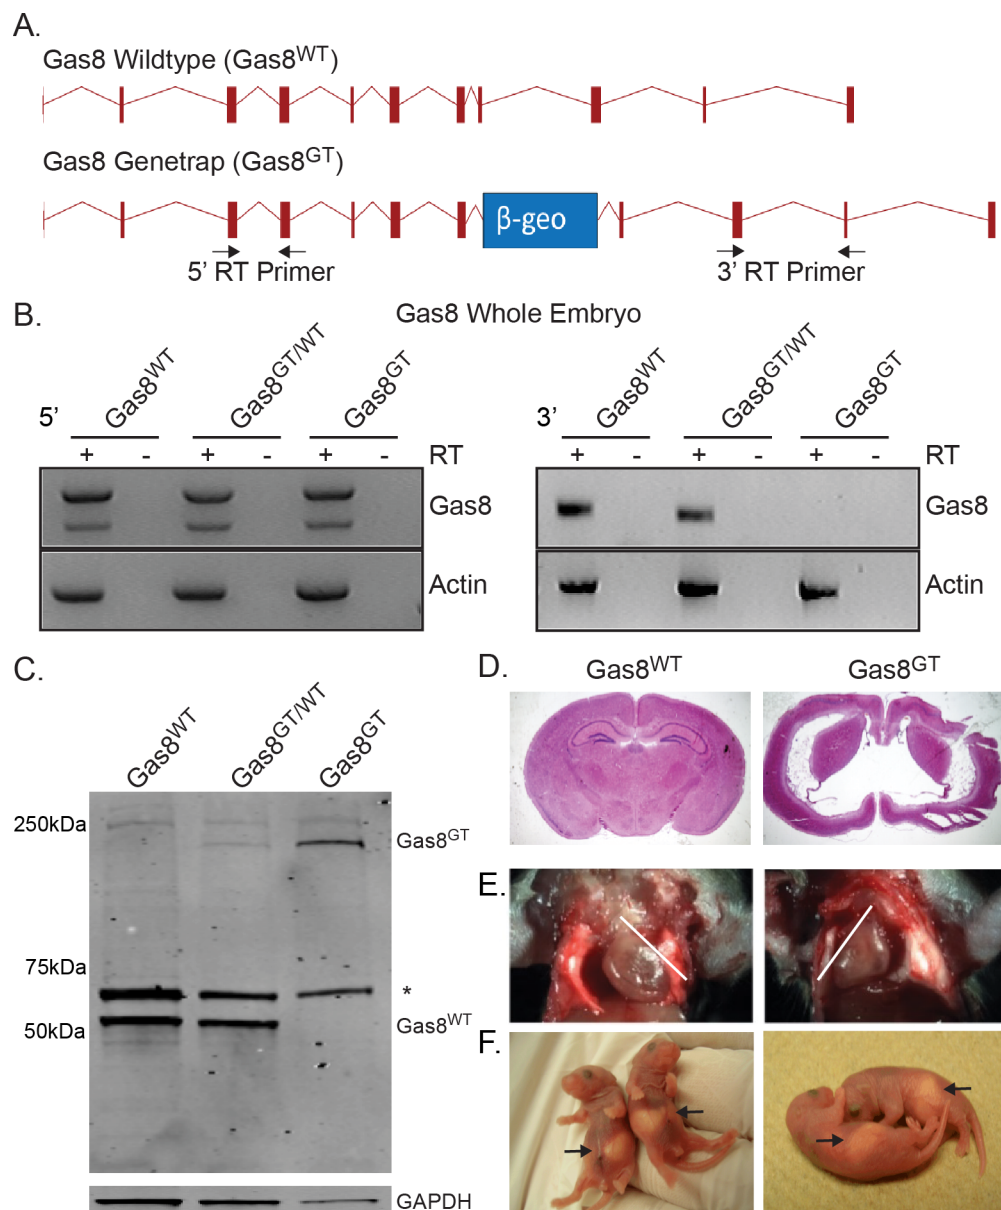 A.
Gas8 Wildtype (Gas8WT)
Gas8 Genetrap (Gas8GT)
β-geo
5’ RT Primer
3’ RT Primer
B.
Gas8 Whole Embryo
Gas8WT
Gas8GT/WT
Gas8GT
5’
+ - + - + - RT
Gas8
Actin
Gas8WT
Gas8GT/WT
Gas8GT
3’
+ - + - + - RT
Gas8
Actin
C.
Gas8WT
Gas8GT/WT
Gas8GT
250kDa
Gas8GT
75kDa
*
50kDa
Gas8WT
GAPDH
D.
Gas8WT
Gas8GT
E.
F.